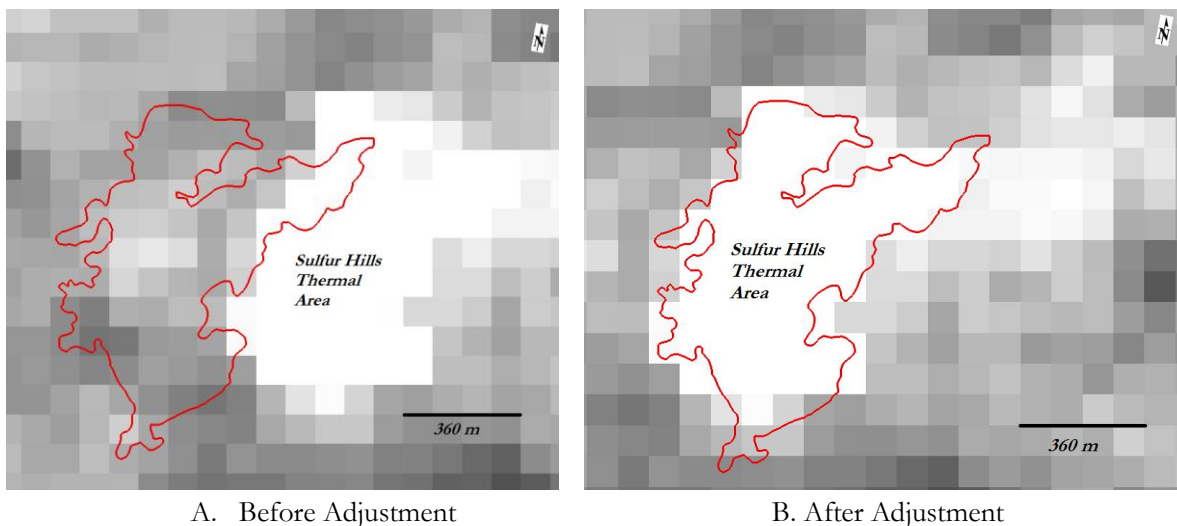 N
N
Sulfur Hills
Thermal
Area
Sulfur Hills
Thermal
Area
360 m
360 m
A. Before Adjustment
B. After Adjustment